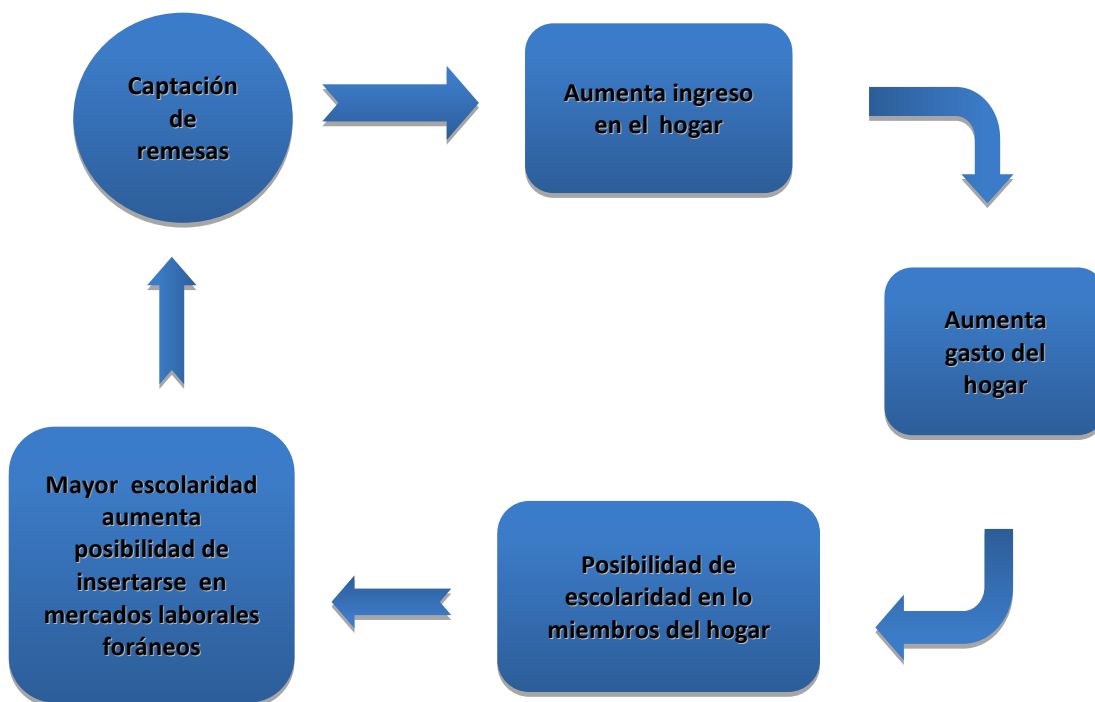 Captación
de
remesas
Aumenta ingreso
en el hogar
Aumenta
gasto del
hogar
Posibilidad de
escolaridad en lo
miembros del hogar
Mayor escolaridad
aumenta
posibilidad de
insertarse en
mercados laborales
foráneos